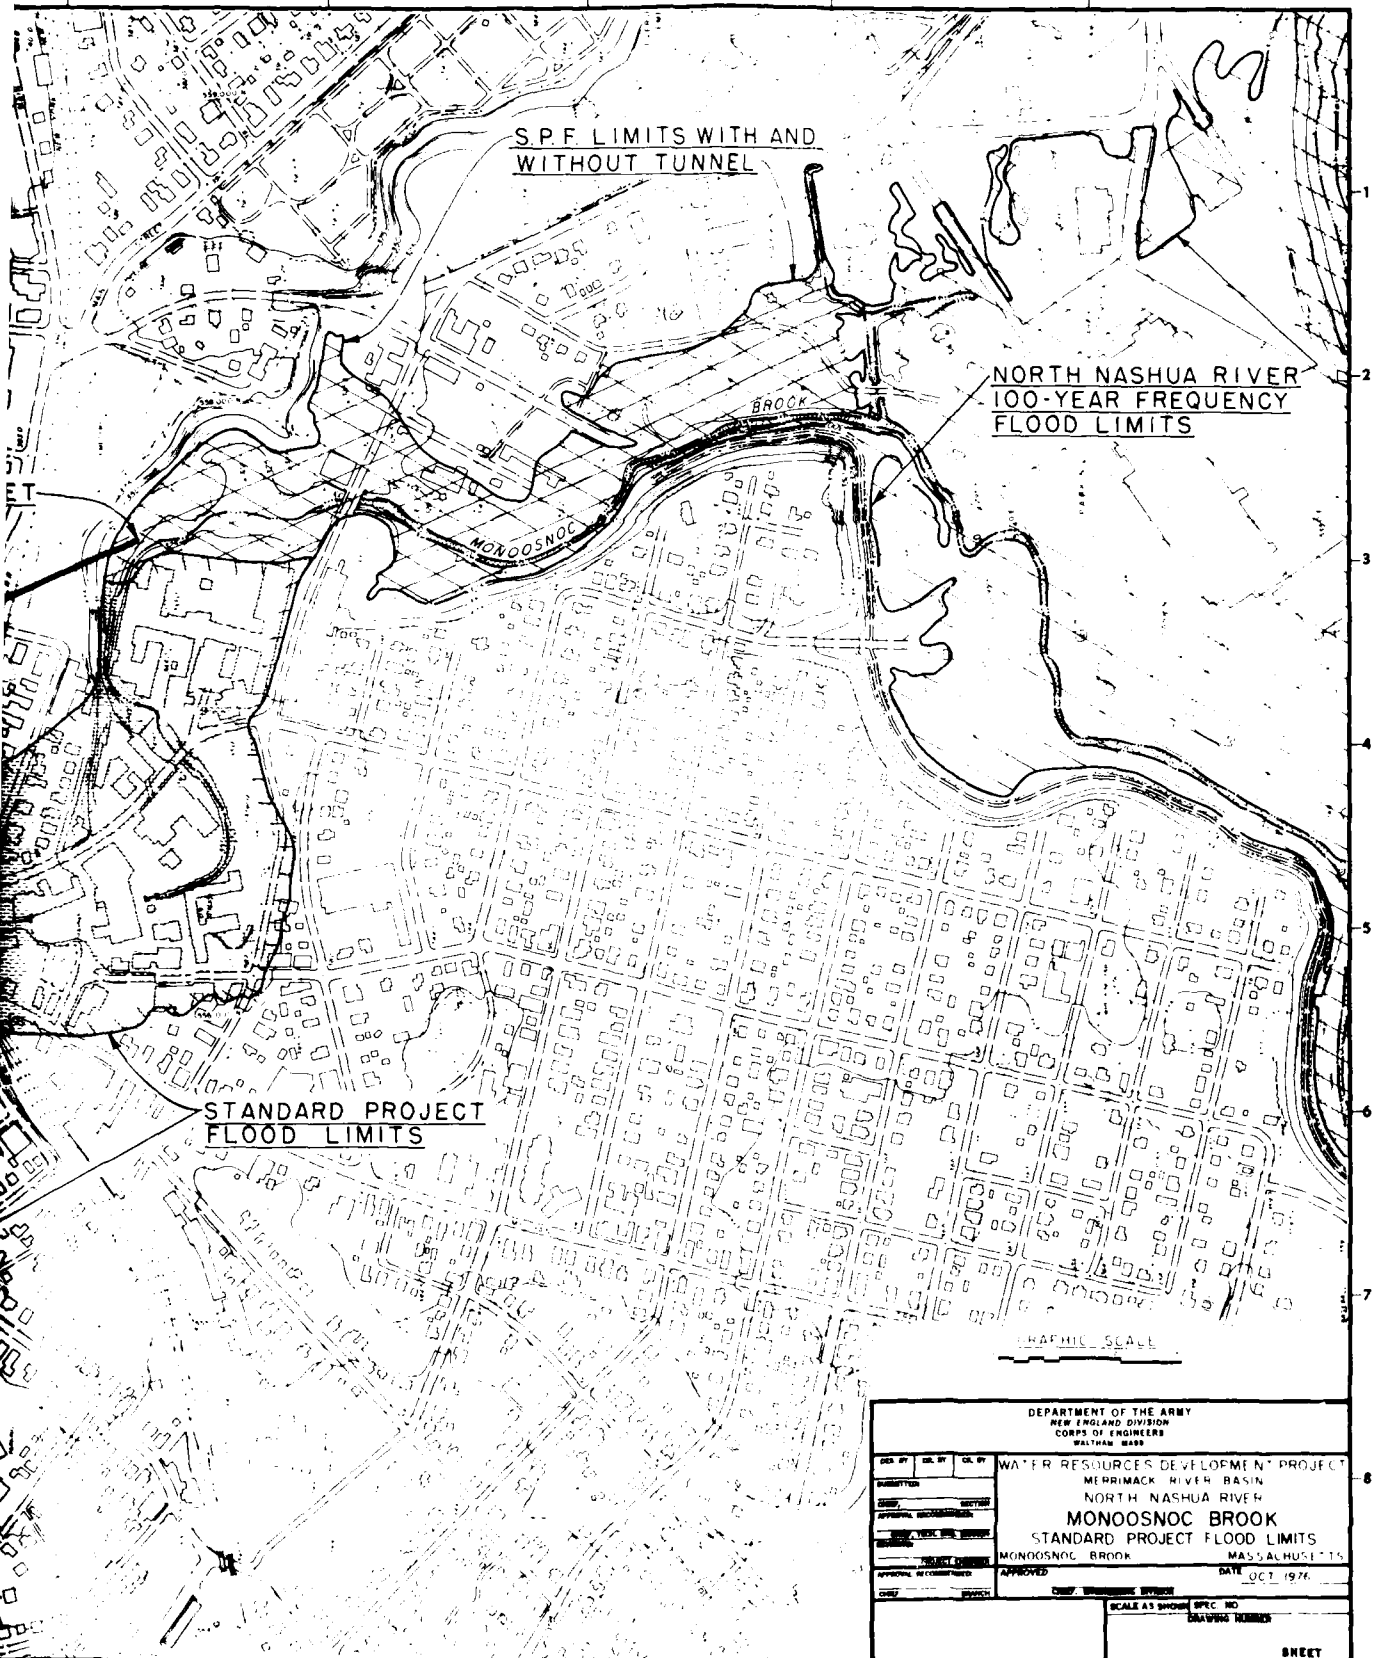 S.P.F. LIMITS WITH AND
WITHOUT TUNNEL
1
2
NORTH NASHUA RIVER
100-YEAR FREQUENCY
FLOOD LIMITS
BROOK
ET
MONOOSNOC
3
4
5
STANDARD PROJECT
FLOOD LIMITS
6
7
GRAPHIC SCALE
DEPARTMENT OF THE ARMY
NEW ENGLAND DIVISION
CORPS OF ENGINEERS
WALTHAM MASS
WATER RESOURCES DEVELOPMENT PROJECT
8
MERRIMACK RIVER BASIN
NORTH NASHUA RIVER
MONOOSNOC BROOK
STANDARD PROJECT FLOOD LIMITS
MONOOSNOC BROOK MASSACHUSETTS
APPROVED DATE OCT 1976
SCALE AS SHOWN SPEC NO
DRAWING NUMBER
SHEET